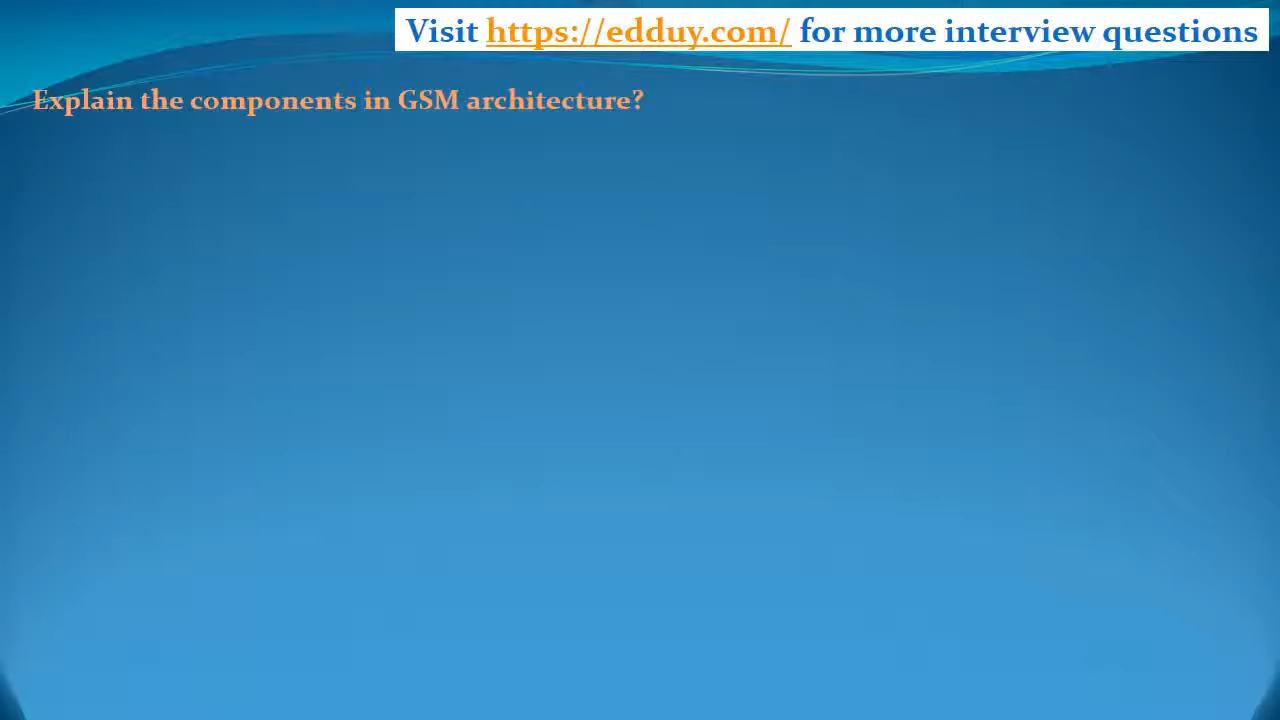 Visit https://edduy.com/ for more interview questions
Explain the components in GSM architecture?